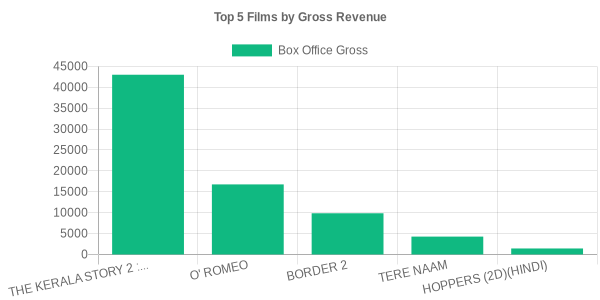 Top 5 Films by Gross Revenue
Box Office Gross
45000
40000
35000
30000
25000
20000
15000
10000
5000
0
THE KERALA STORY 2 :...
O' ROMEO
BORDER 2
TERE NAAM
HOPPERS (2D)(HINDI)